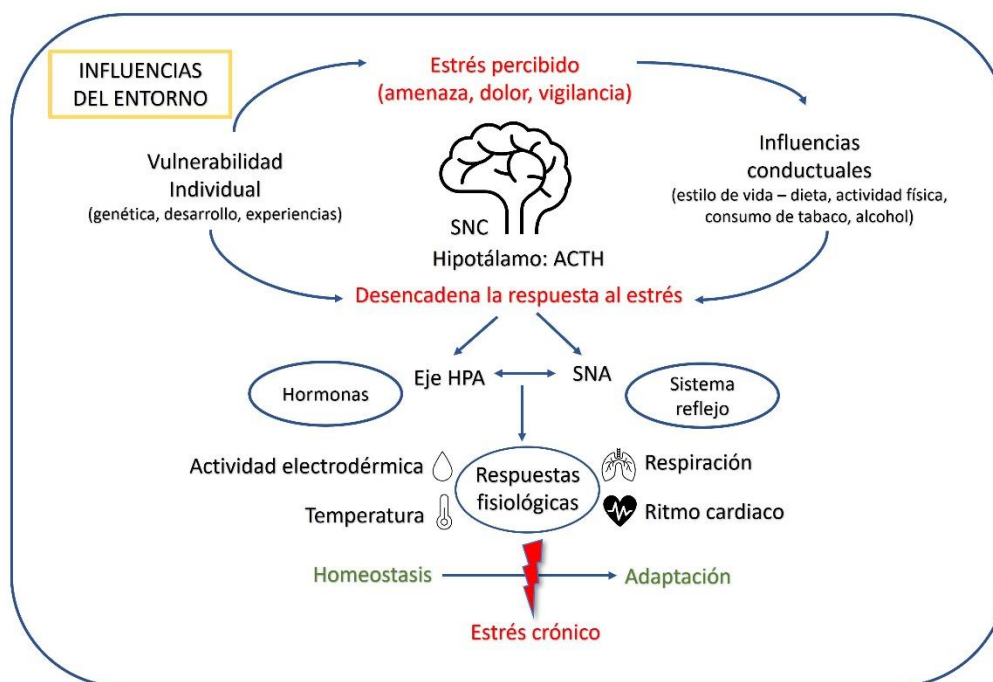 INFLUENCIAS
DEL ENTORNO
Estrés percibido
(amenaza, dolor, vigilancia)
Vulnerabilidad
Individual
(genética, desarrollo, experiencias)
Influencias
conductuales
(estilo de vida – dieta, actividad física,
consumo de tabaco, alcohol)
SNC
Hipotálamo: ACTH
Desencadena la respuesta al estrés
Hormonas
Eje HPA
SNA
Sistema
reflejo
Actividad electrodérmica
Temperatura
Respuestas
fisiológicas
Respiración
Ritmo cardiaco
Homeostasis
Adaptación
Estrés crónico